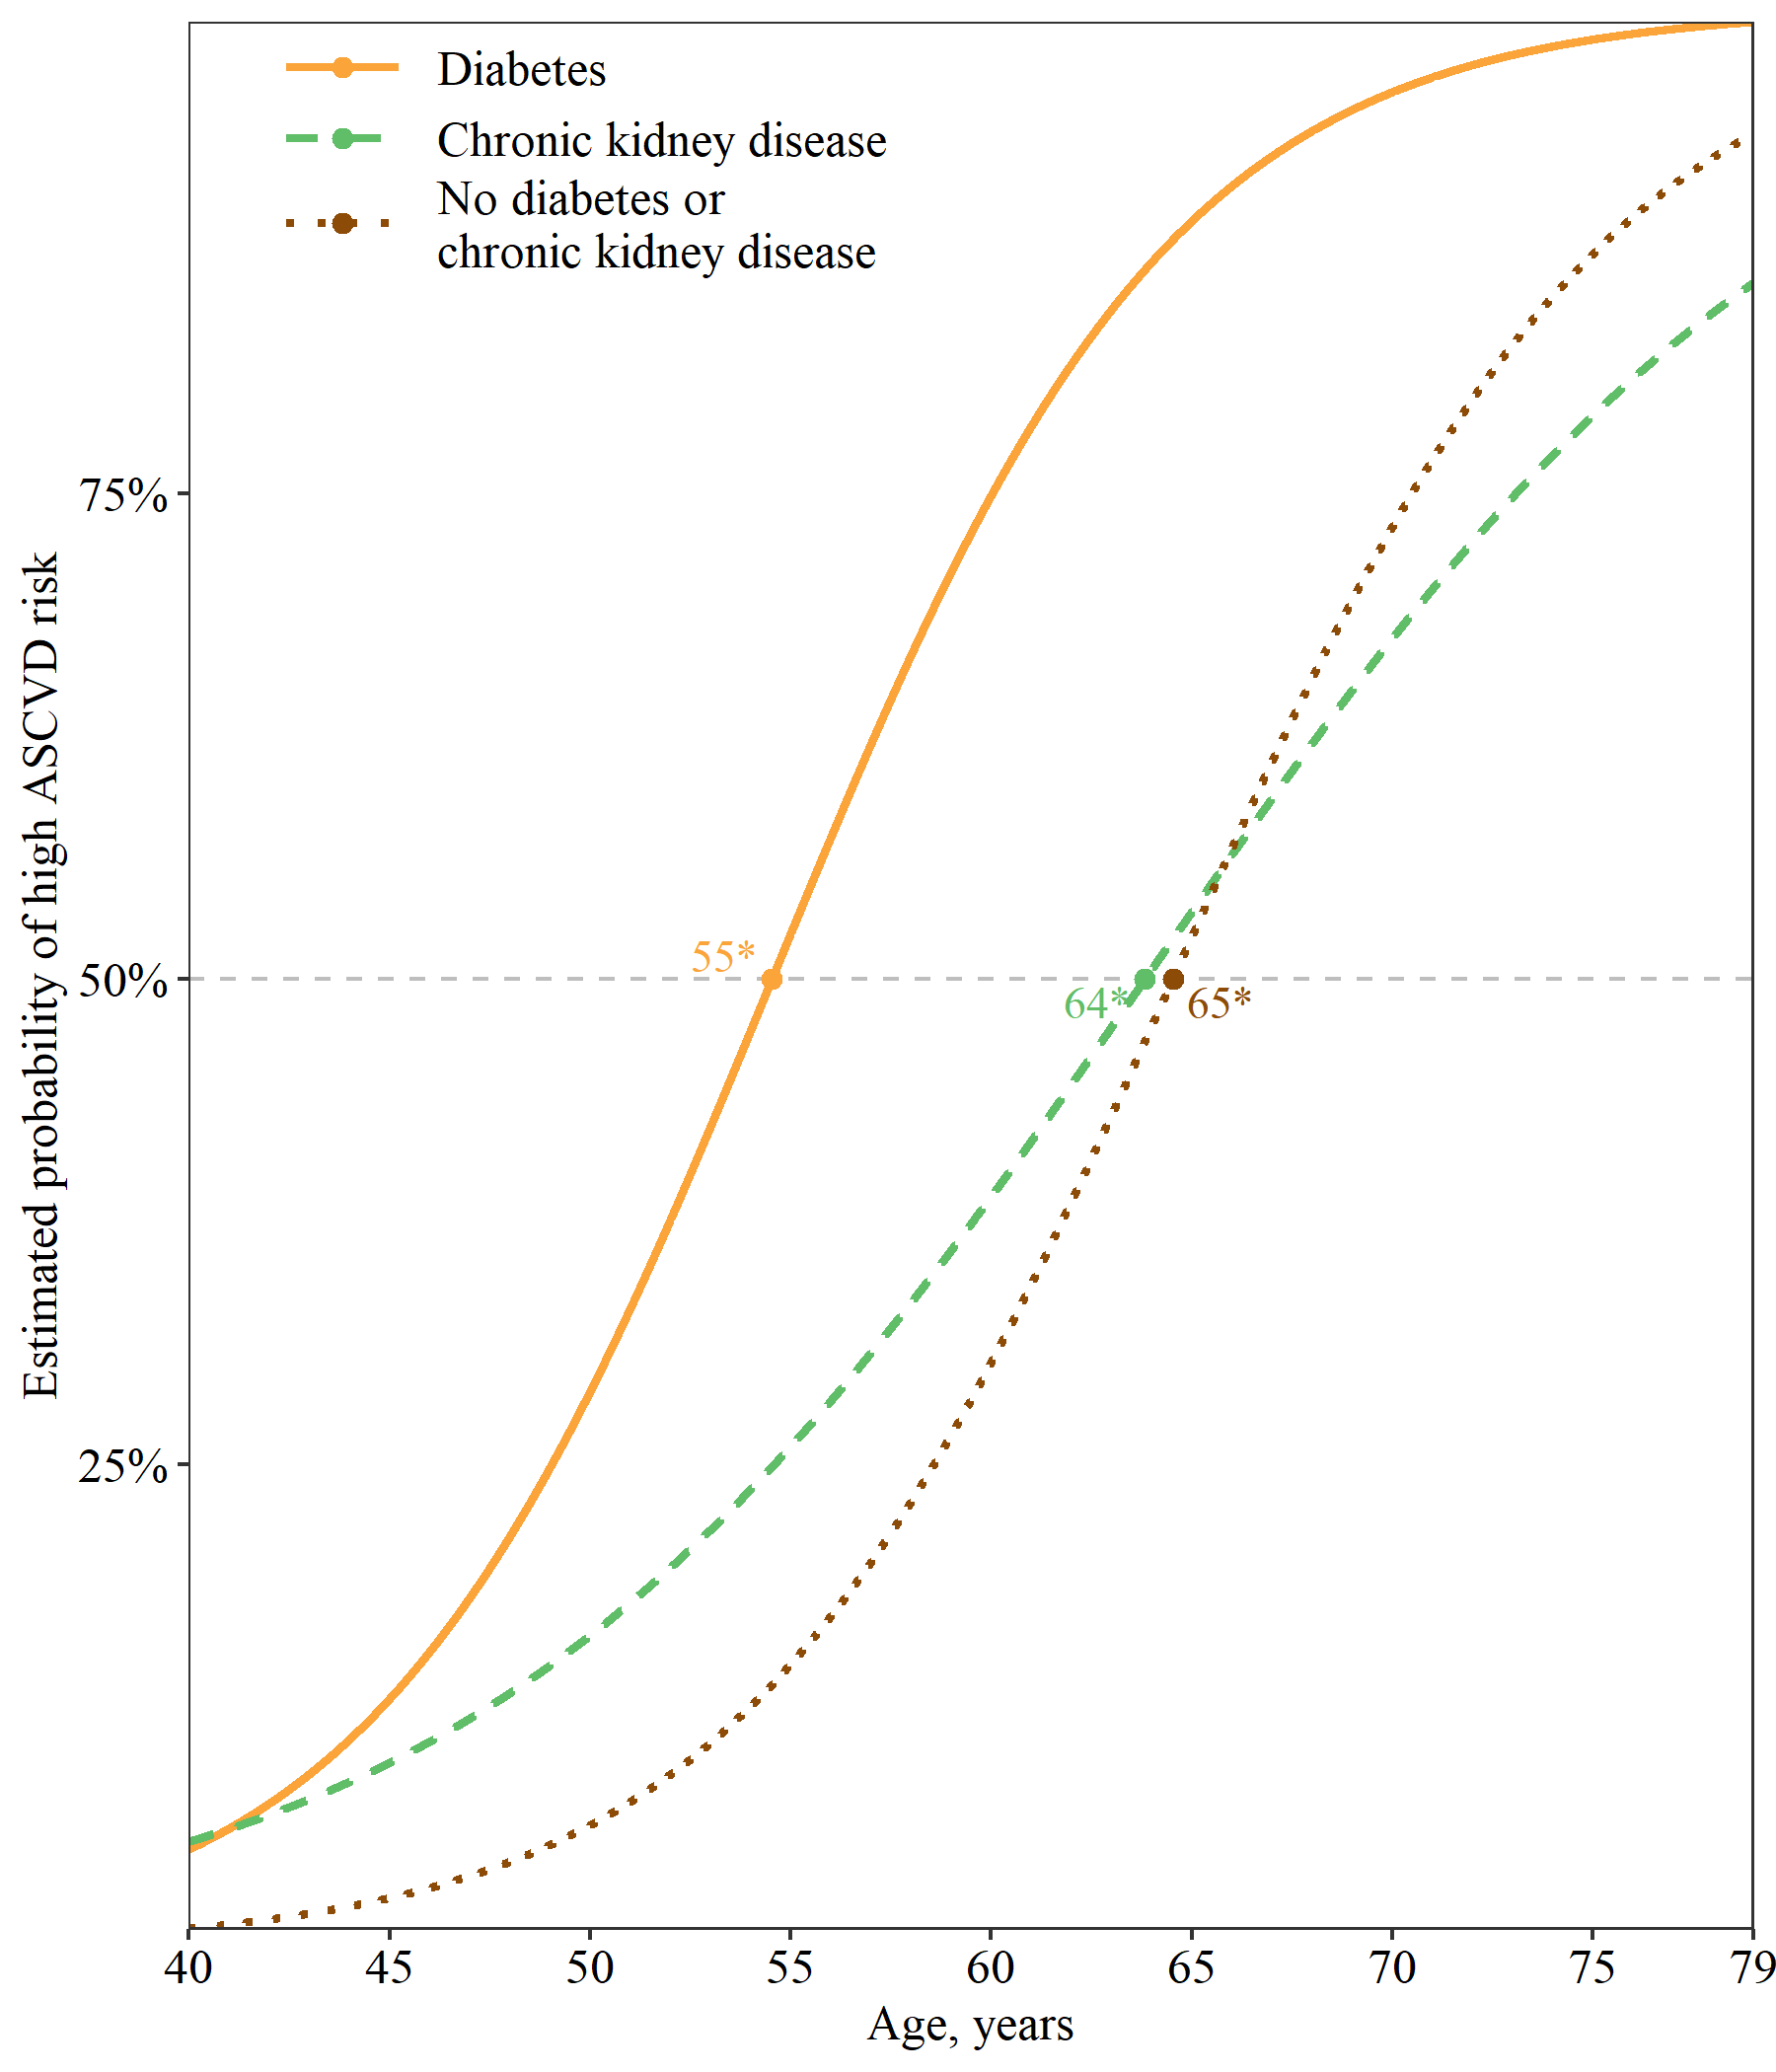 Diabetes
Chronic kidney disease
No diabetes or
chronic kidney disease
Estimated probability of high ASCVD risk
75%
50%
25%
55*
64*
65*
40 45 50 55 60 65 70 75 79
Age, years